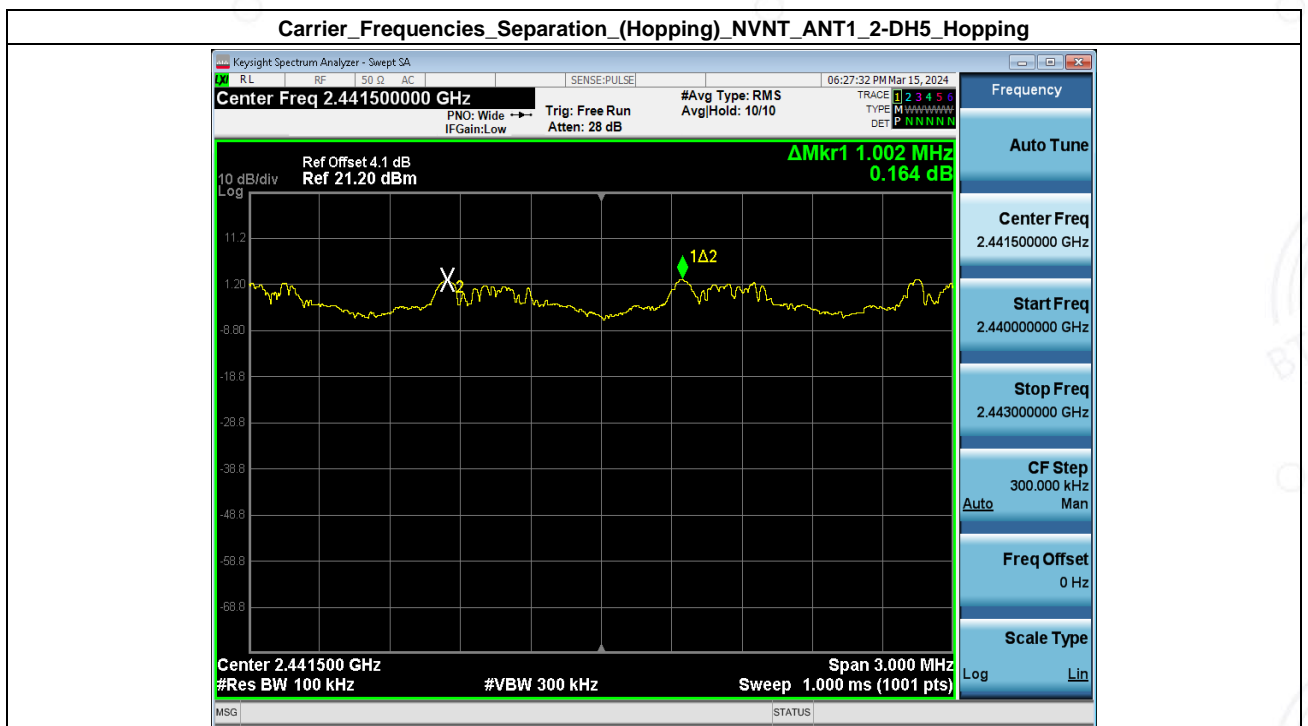 Carrier_Frequencies_Separation_(Hopping)_NVNT_ANT1_2-DH5_Hopping
Keysight Spectrum Analyzer - Swept SA
LXI RL RF 50 Ω AC SENSE:PULSE 06:27:32 PM Mar 15, 2024
Center Freq 2.441500000 GHz
PNO: Wide
IFGain:Low
Trig: Free Run
Atten: 28 dB
#Avg Type: RMS
Avg|Hold: 10/10
TRACE 1 2 3 4 5 6
TYPE M WWWWW
DET P N N N N N
ΔMkr1 1.002 MHz
0.164 dB
Ref Offset 4.1 dB
10 dB/div Ref 21.20 dBm
Log
11.2
1.20
-8.80
-18.8
-28.8
-38.8
-48.8
-58.8
-68.8
X2
1Δ2
Center 2.441500 GHz Span 3.000 MHz
#Res BW 100 kHz #VBW 300 kHz Sweep 1.000 ms (1001 pts)
MSG STATUS
Frequency
Auto Tune
Center Freq
2.441500000 GHz
Start Freq
2.440000000 GHz
Stop Freq
2.443000000 GHz
CF Step
300.000 kHz
Auto Man
Freq Offset
0 Hz
Scale Type
Log Lin